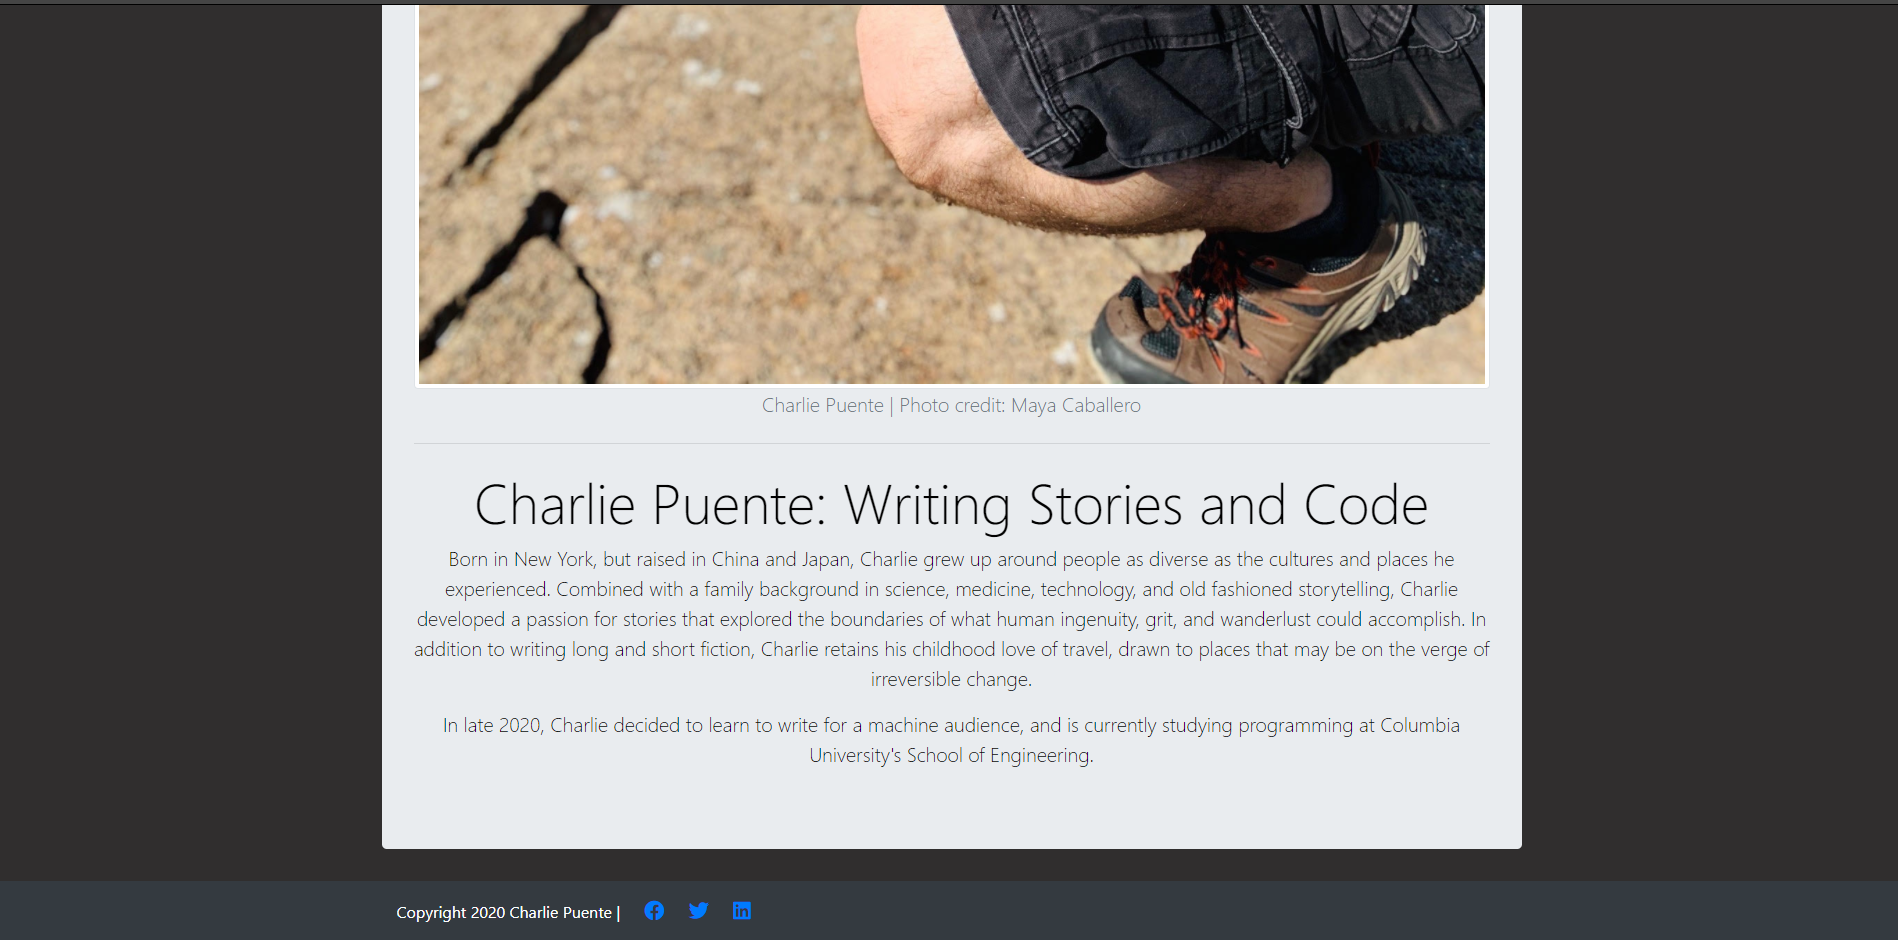 Charlie Puente | Photo credit: Maya Caballero
Charlie Puente: Writing Stories and Code
Born in New York, but raised in China and Japan, Charlie grew up around people as diverse as the cultures and places he
experienced. Combined with a family background in science, medicine, technology, and old fashioned storytelling, Charlie
developed a passion for stories that explored the boundaries of what human ingenuity, grit, and wanderlust could accomplish. In
addition to writing long and short fiction, Charlie retains his childhood love of travel, drawn to places that may be on the verge of
irreversible change.
In late 2020, Charlie decided to learn to write for a machine audience, and is currently studying programming at Columbia
University's School of Engineering.
Copyright 2020 Charlie Puente |